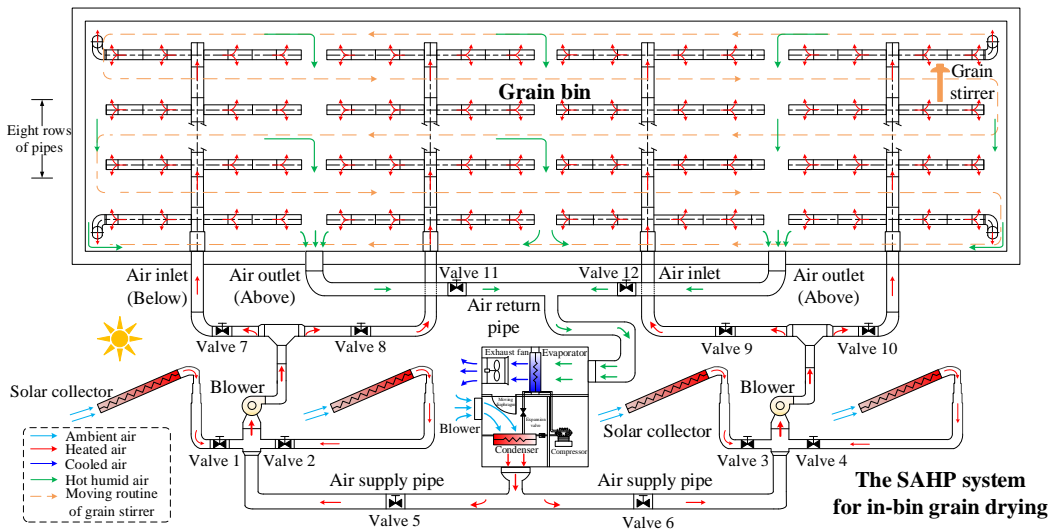 Grain bin
Grain
stirrer
Eight rows
of pipes
Air inlet
(Below)
Air outlet
(Above)
Valve 11
Valve 12
Air inlet
Air outlet
(Above)
Air return
pipe
Valve 7
Valve 8
Valve 9
Valve 10
Exhaust fan
Evaporator
Solar collector
Blower
Moving
diaphragm
Blower
Expansion
valve
Condenser
Compressor
Solar collector
Blower
Ambient air
Heated air
Cooled air
Hot humid air
Moving routine
of grain stirrer
Valve 1
Valve 2
Valve 3
Valve 4
Air supply pipe
Air supply pipe
Valve 5
Valve 6
The SAHP system
for in-bin grain drying